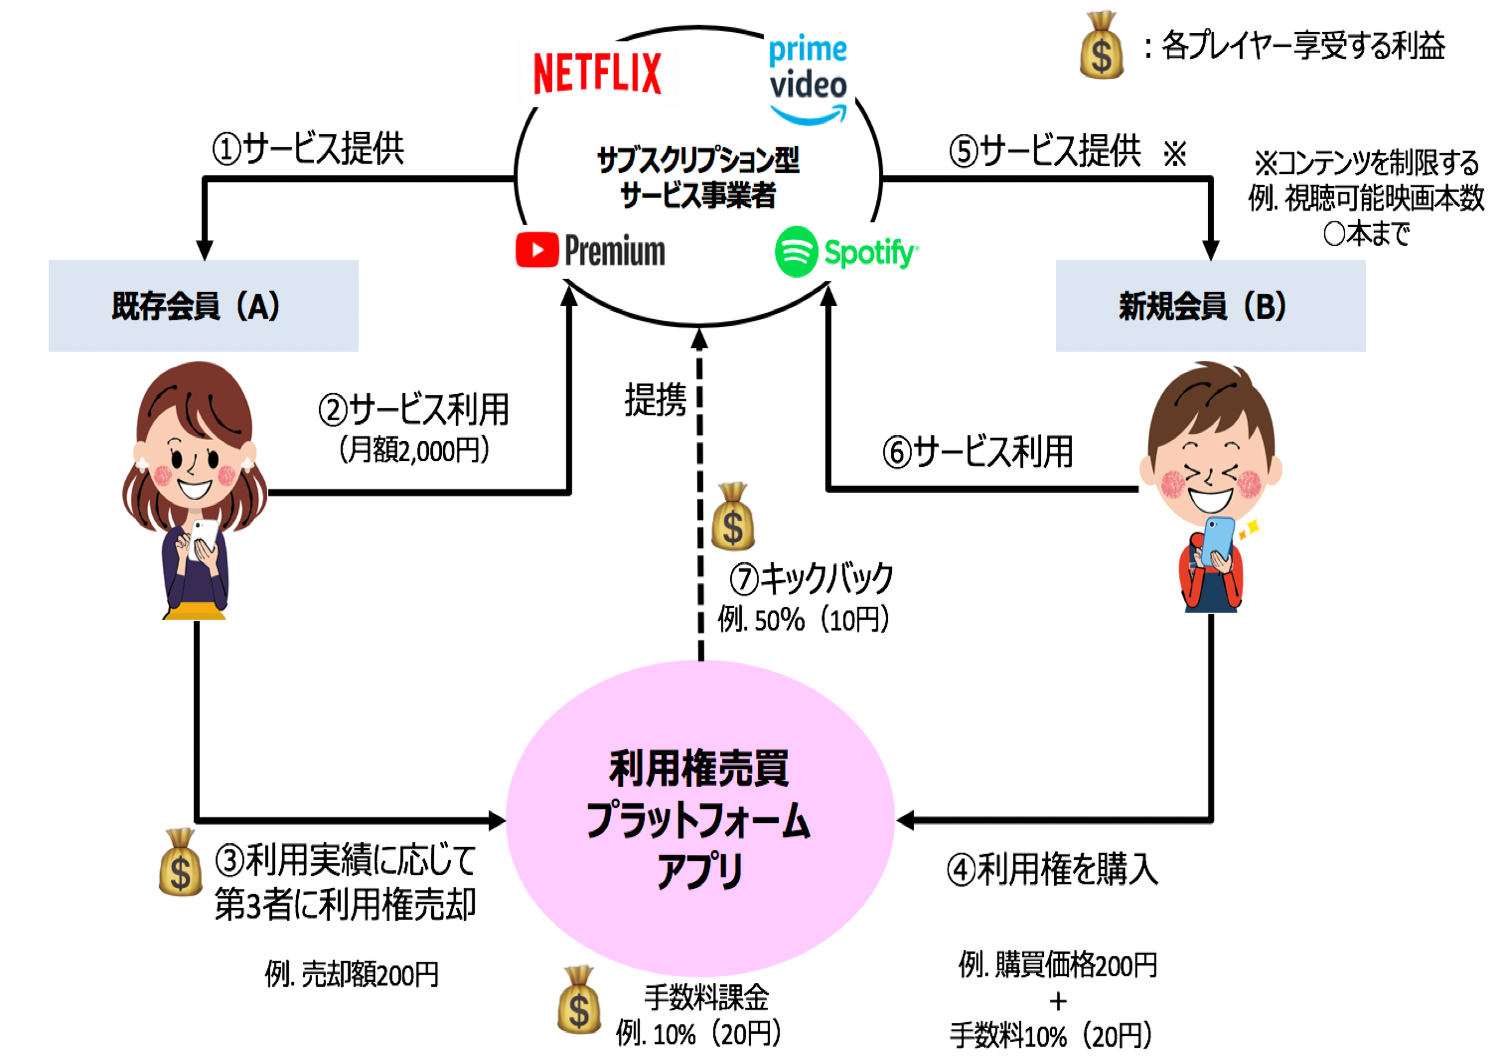 ：各プレイヤー享受する利益
NETFLIX
prime
video
サブスクリプション型
サービス事業者
Premium
Spotify
①サービス提供
⑤サービス提供 ※
※コンテンツを制限する
例. 視聴可能映画本数
〇本まで
既存会員（A）
新規会員（B）
②サービス利用
（月額2,000円）
提携
⑥サービス利用
$
⑦キックバック
例. 50%（10円）
利用権売買
プラットフォーム
アプリ
$
③利用実績に応じて
第3者に利用権売却
例. 売却額200円
④利用権を購入
例. 購買価格200円
+
手数料10%（20円）
$
手数料課金
例. 10%（20円）
$